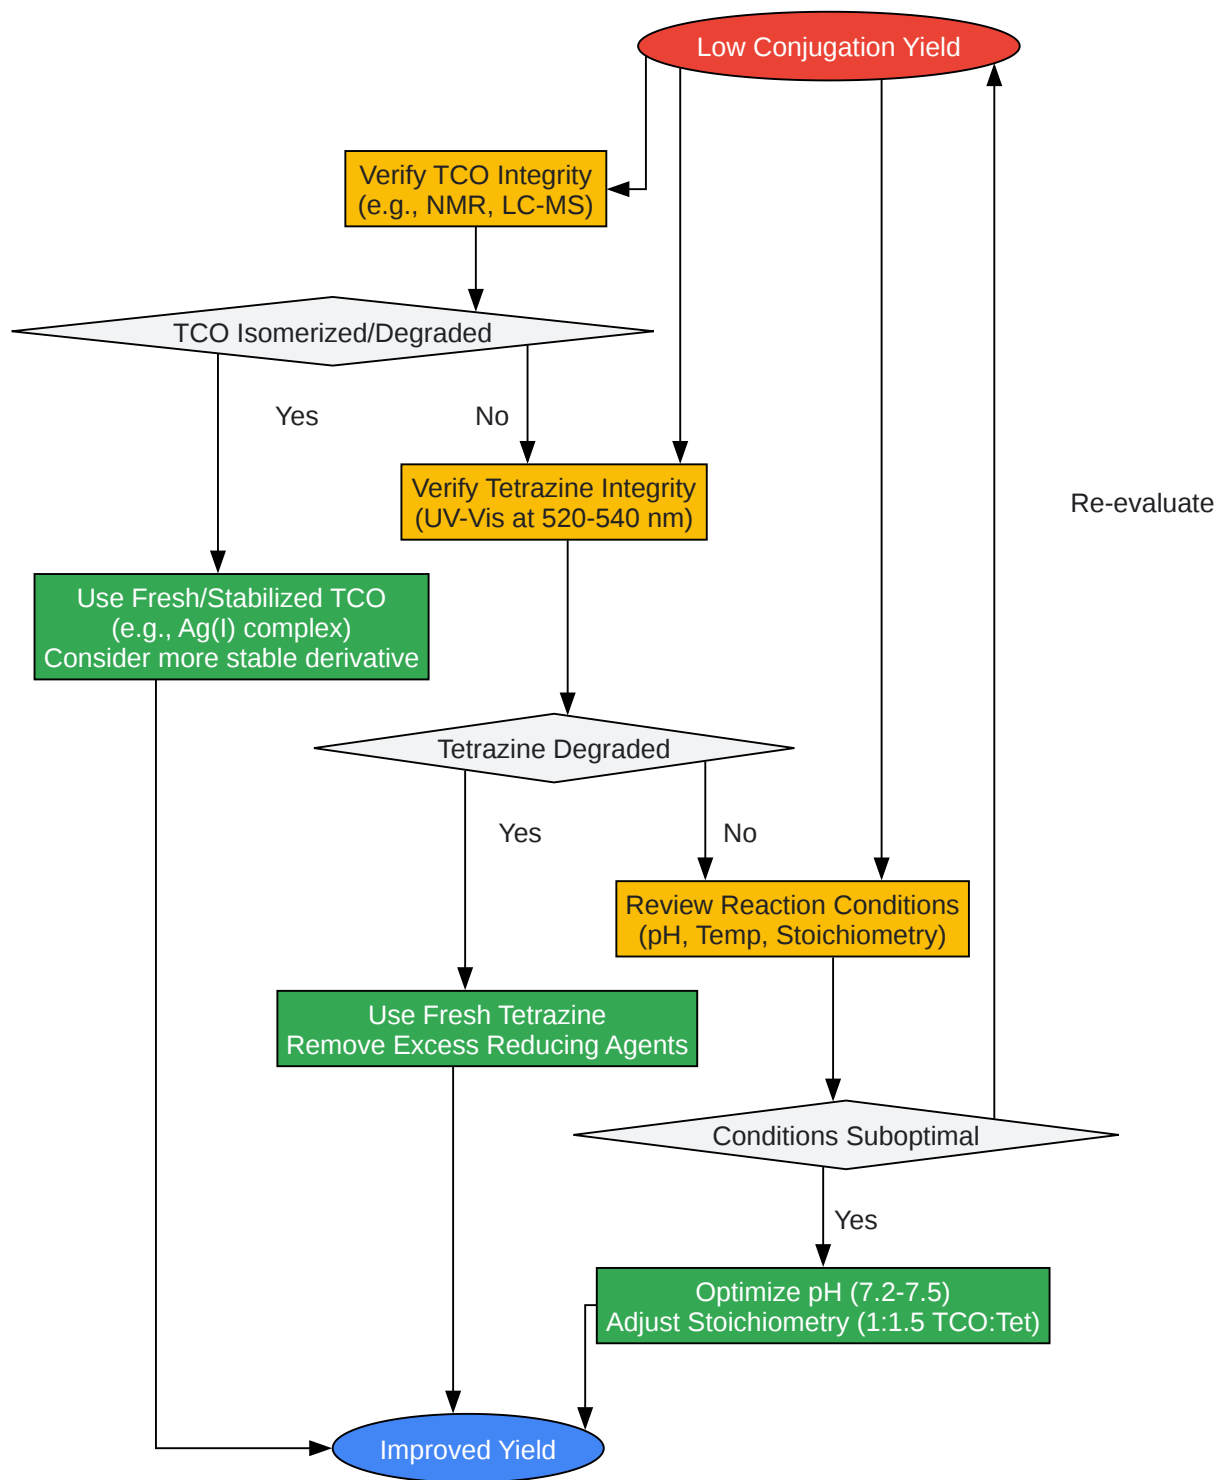 Low Conjugation Yield
Verify TCO Integrity
(e.g., NMR, LC-MS)
TCO Isomerized/Degraded
Yes
No
Verify Tetrazine Integrity
(UV-Vis at 520-540 nm)
Re-evaluate
Use Fresh/Stabilized TCO
(e.g., Ag(I) complex)
Consider more stable derivative
Tetrazine Degraded
Yes
No
Review Reaction Conditions
(pH, Temp, Stoichiometry)
Use Fresh Tetrazine
Remove Excess Reducing Agents
Conditions Suboptimal
Yes
Optimize pH (7.2-7.5)
Adjust Stoichiometry (1:1.5 TCO:Tet)
Improved Yield